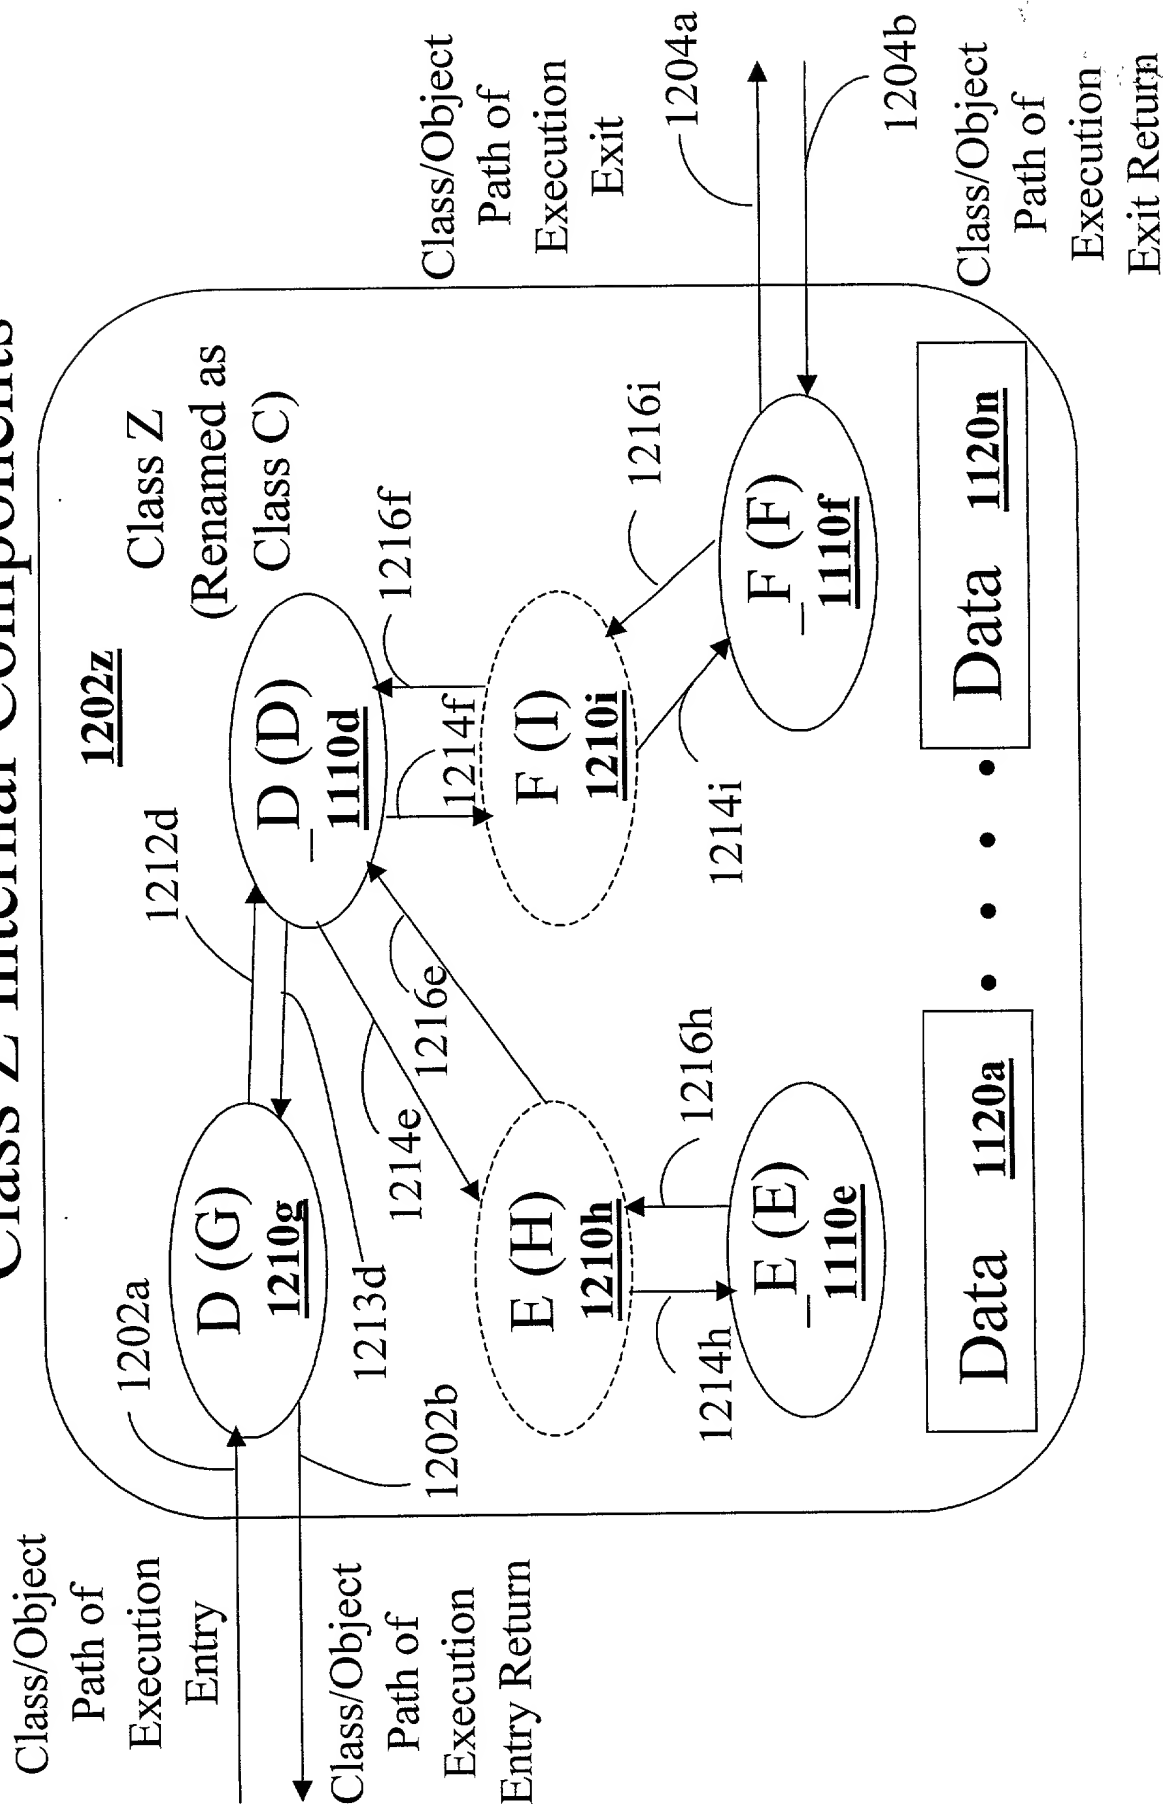 Class Z Internal Components
Class/Object
Path of
Execution
Entry
Class/Object
Path of
Execution
Entry Return
1202a
1202b
D (G)
1210g
1212d
1213d
1202z
Class Z
(Renamed as
Class C)
_D (D)
1110d
1214e
1216e
1214f
1216f
E (H)
1210h
F (I)
1210i
1214h
1216h
1214i
1216i
_E (E)
1110e
_F (F)
1110f
Data 1120a
Data 1120n
Class/Object
Path of
Execution
Exit
1204a
1204b
Class/Object
Path of
Execution
Exit Return